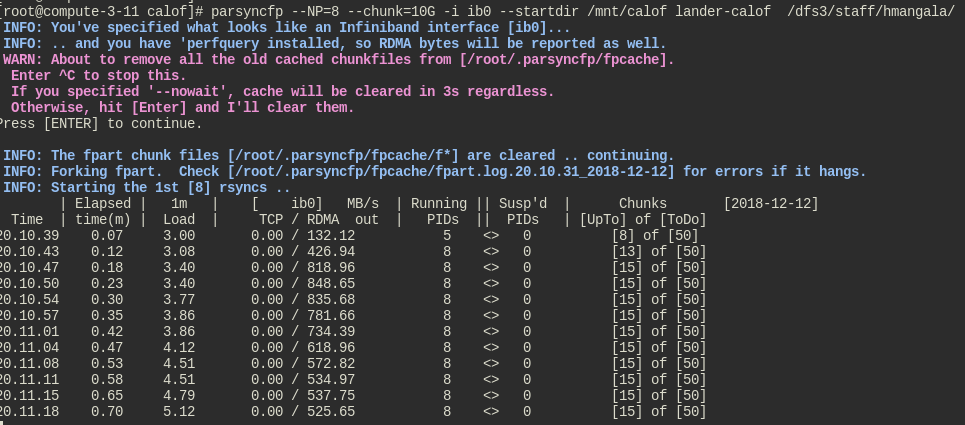 [root@compute-3-11 calof]# parsyncfp --NP=8 --chunk=10G -i ib0 --startdir /mnt/calof lander-calof  /dfs3/staff/hmangala/
INFO: You've specified what looks like an Infiniband interface [ib0]...
INFO: .. and you have 'perfquery installed, so RDMA bytes will be reported as well.
WARN: About to remove all the old cached chunkfiles from [/root/.parsyncfp/fpcache].
 Enter ^C to stop this.
 If you specified '--nowait', cache will be cleared in 3s regardless.
 Otherwise, hit [Enter] and I'll clear them.
Press [ENTER] to continue.
INFO: The fpart chunk files [/root/.parsyncfp/fpcache/f*] are cleared .. continuing.
INFO: Forking fpart.  Check [/root/.parsyncfp/fpcache/fpart.log.20.10.31_2018-12-12] for errors if it hangs.
INFO: Starting the 1st [8] rsyncs ..
        | Elapsed |   1m   |    [    ib0]   MB/s  | Running || Susp'd  |      Chunks       [2018-12-12]
  Time  | time(m) |  Load  |     TCP / RDMA  out  |   PIDs  ||  PIDs   | [UpTo] of [ToDo]
20.10.39    0.07     3.00       0.00 / 132.12           5    <>   0          [8] of [50]
20.10.43    0.12     3.08       0.00 / 426.94           8    <>   0          [13] of [50]
20.10.47    0.18     3.40       0.00 / 818.96           8    <>   0          [15] of [50]
20.10.50    0.23     3.40       0.00 / 848.65           8    <>   0          [15] of [50]
20.10.54    0.30     3.77       0.00 / 835.68           8    <>   0          [15] of [50]
20.10.57    0.35     3.86       0.00 / 781.66           8    <>   0          [15] of [50]
20.11.01    0.42     3.86       0.00 / 734.39           8    <>   0          [15] of [50]
20.11.04    0.47     4.12       0.00 / 618.96           8    <>   0          [15] of [50]
20.11.08    0.53     4.51       0.00 / 572.82           8    <>   0          [15] of [50]
20.11.11    0.58     4.51       0.00 / 534.97           8    <>   0          [15] of [50]
20.11.15    0.65     4.79       0.00 / 537.75           8    <>   0          [15] of [50]
20.11.18    0.70     5.12       0.00 / 525.65           8    <>   0          [15] of [50]